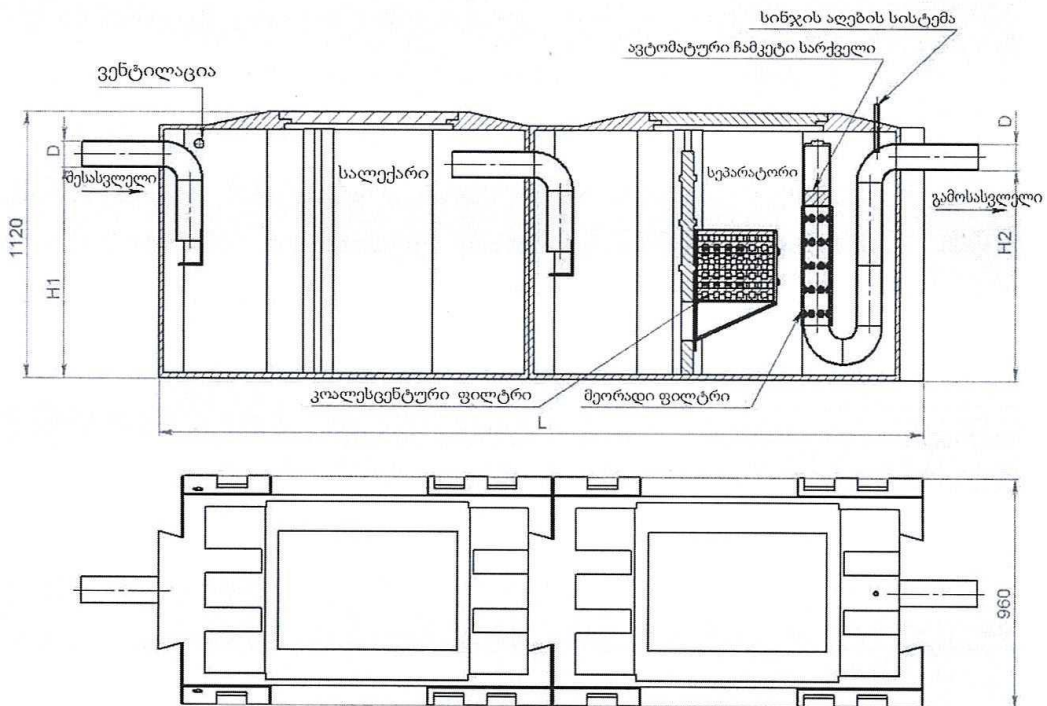 სინჯის აღების სისტემა
ავტომატური ჩამკეტი სარქველი
ვენტილაცია
D
D
სალექარი
სეპარატორი
შესასვლელი
გამოსასვლელი
1120
H1
H2
კოალესცენტური ფილტრი
მეორადი ფილტრი
L
960